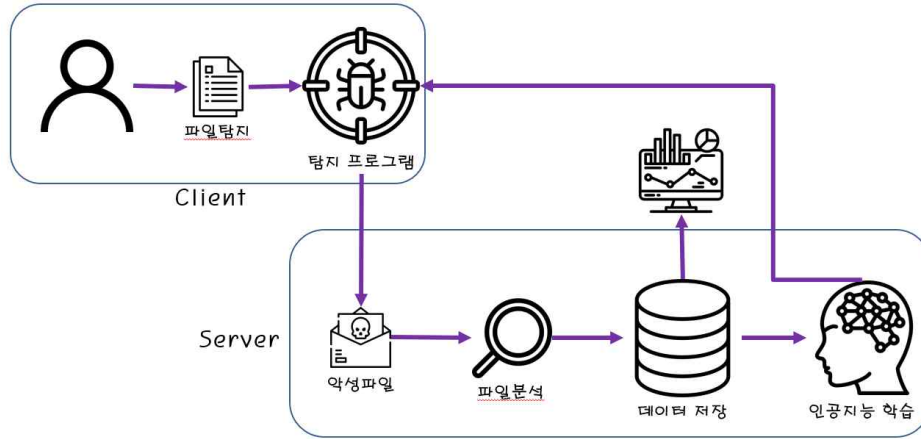 파일탐지
탐지 프로그램
Client
Server
악성파일
파일분석
데이터 저장
인공지능 학습